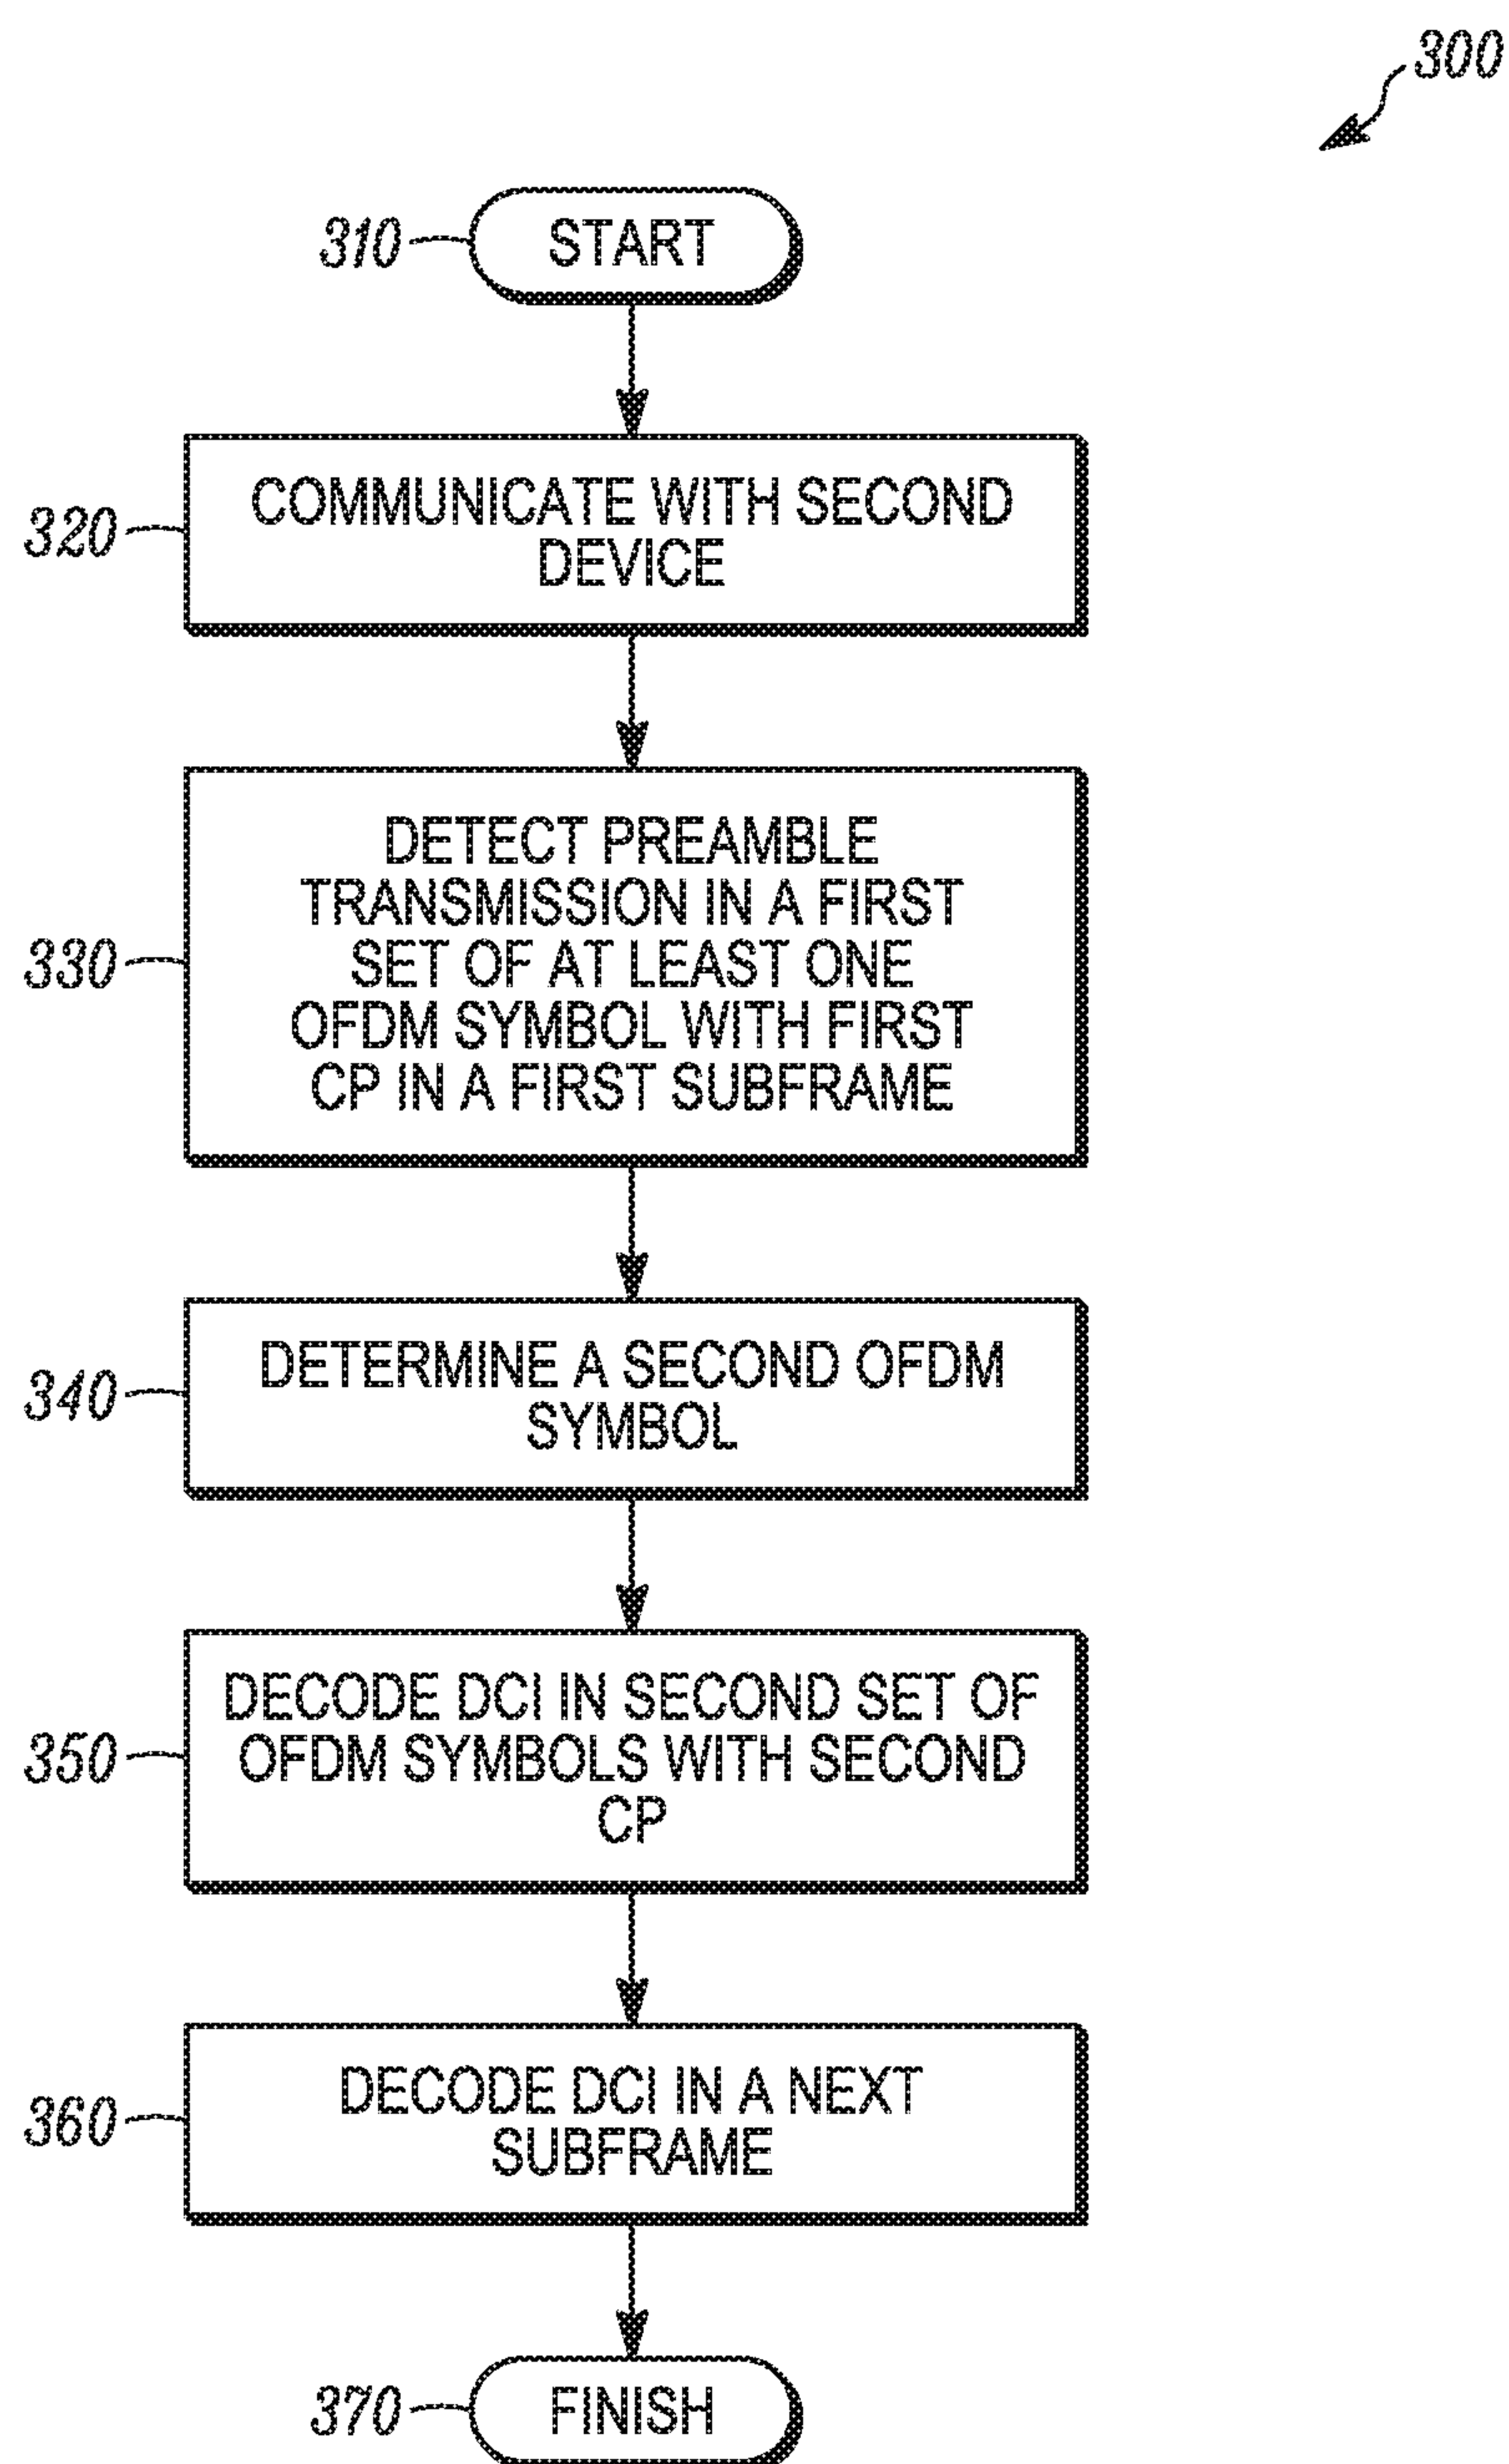 300
310
START
320
COMMUNICATE WITH SECOND
DEVICE
330
DETECT PREAMBLE
TRANSMISSION IN A FIRST
SET OF AT LEAST ONE
OFDM SYMBOL WITH FIRST
CP IN A FIRST SUBFRAME
340
DETERMINE A SECOND OFDM
SYMBOL
350
DECODE DCI IN SECOND SET OF
OFDM SYMBOLS WITH SECOND
CP
360
DECODE DCI IN A NEXT
SUBFRAME
370
FINISH